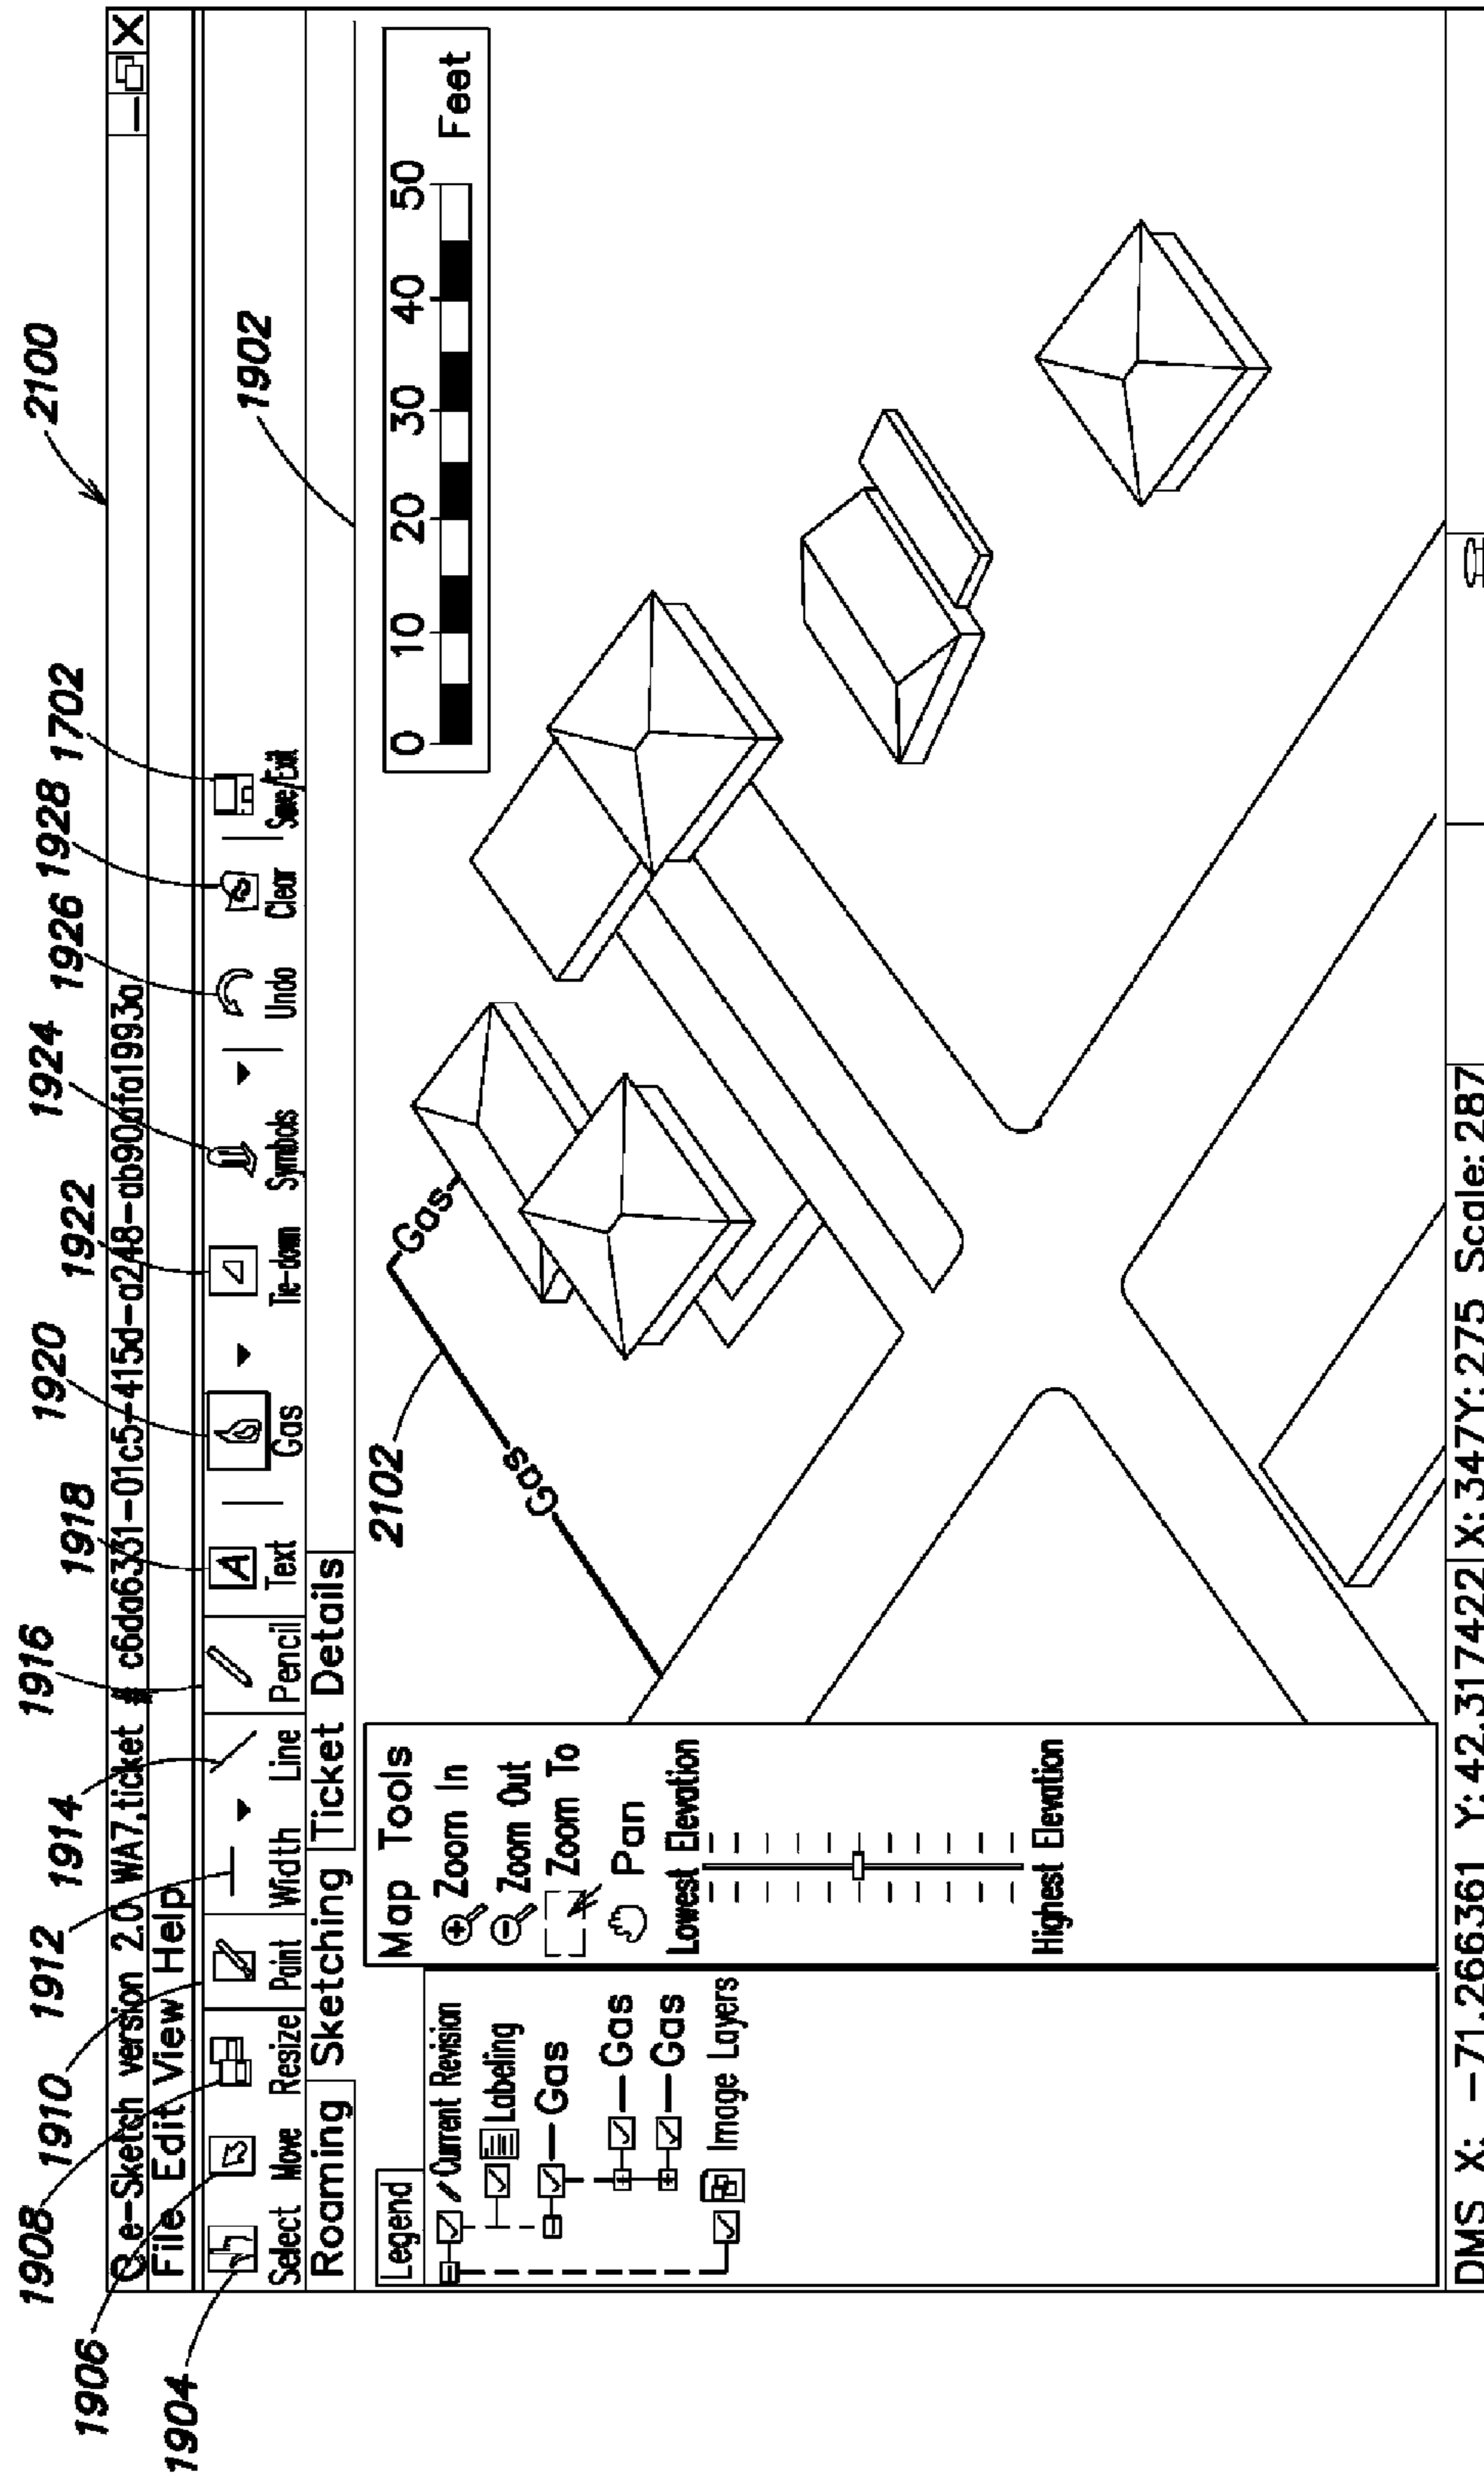 2100
1908 1910 1912 1914 1916 1918 1920 1922 1924 1926 1928 1702
1906
1904
1902
e-Sketch version 2.0 WA7,ticket # c6da6331-01c5-415d-a248-ab90dfa1993a
File Edit View Help
Select Move Resize Paint Width Line Pencil Text Gas Tie-down Symbols Undo Clear Save/Exit
Roaming Sketching Ticket Details
Legend
Current Revision
Labeling
Gas
Gas
Gas
Image Layers
Map Tools
Zoom In
Zoom Out
Zoom To
Pan
Lowest Elevation
Highest Elevation
0 10 20 30 40 50
Feet
2102
Gas
Gas
DMS X: -71.266361 Y: 42.317422 X: 347Y: 275 Scale: 287